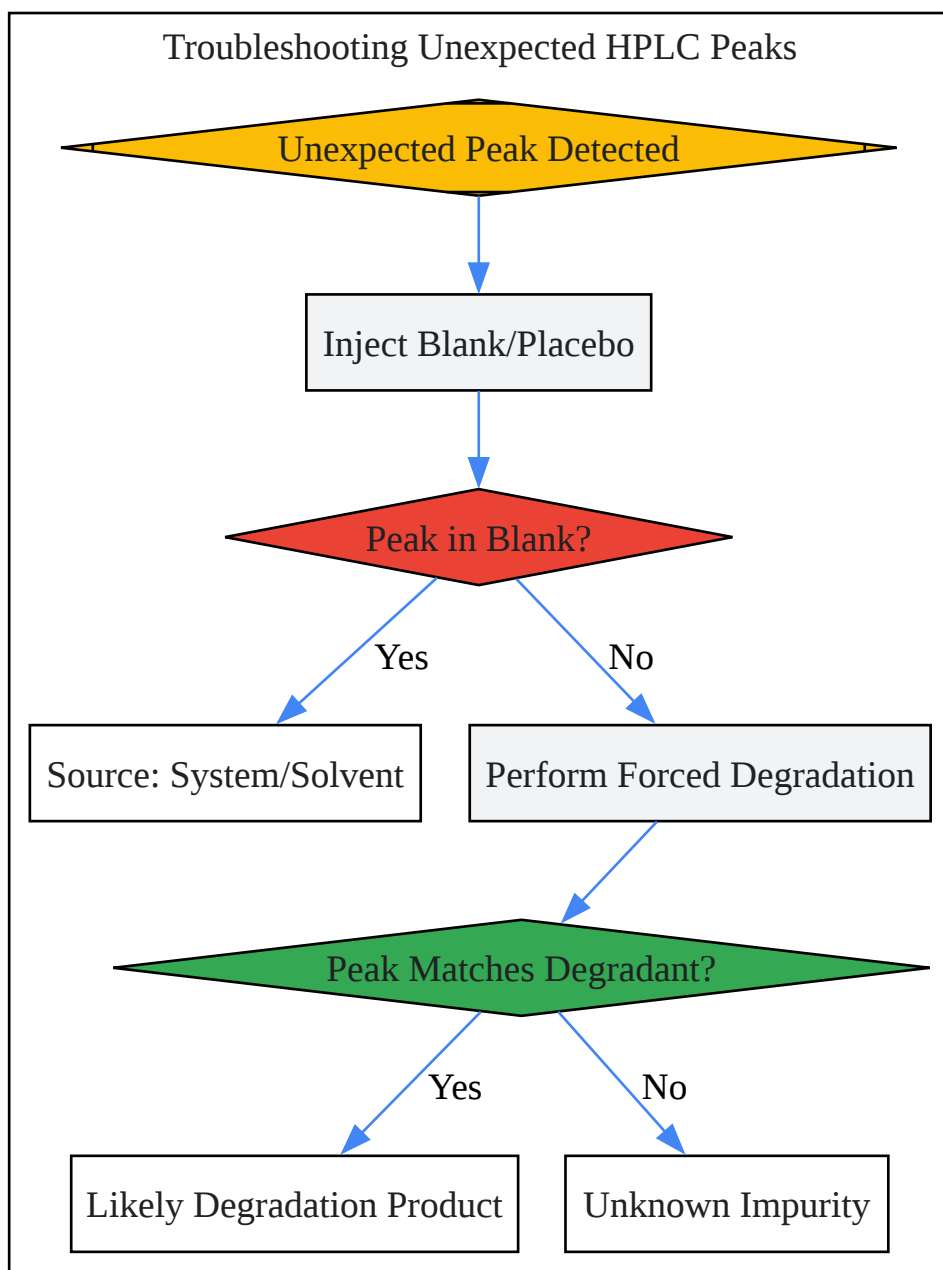 Troubleshooting Unexpected HPLC Peaks
Unexpected Peak Detected
Inject Blank/Placebo
Peak in Blank?
Yes
No
Source: System/Solvent
Perform Forced Degradation
Peak Matches Degradant?
Yes
No
Likely Degradation Product
Unknown Impurity